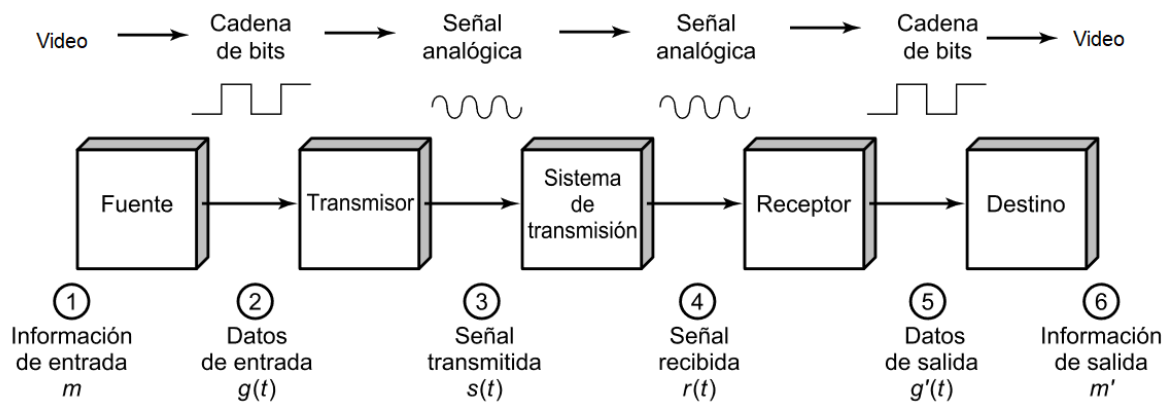 Video
Cadena
de bits
Señal
analógica
Señal
analógica
Cadena
de bits
Video
Fuente
Transmisor
Sistema
de
transmisión
Receptor
Destino
1
Información
de entrada
m
2
Datos
de entrada
g(t)
3
Señal
transmitida
s(t)
4
Señal
recibida
r(t)
5
Datos
de salida
g'(t)
6
Información
de salida
m'